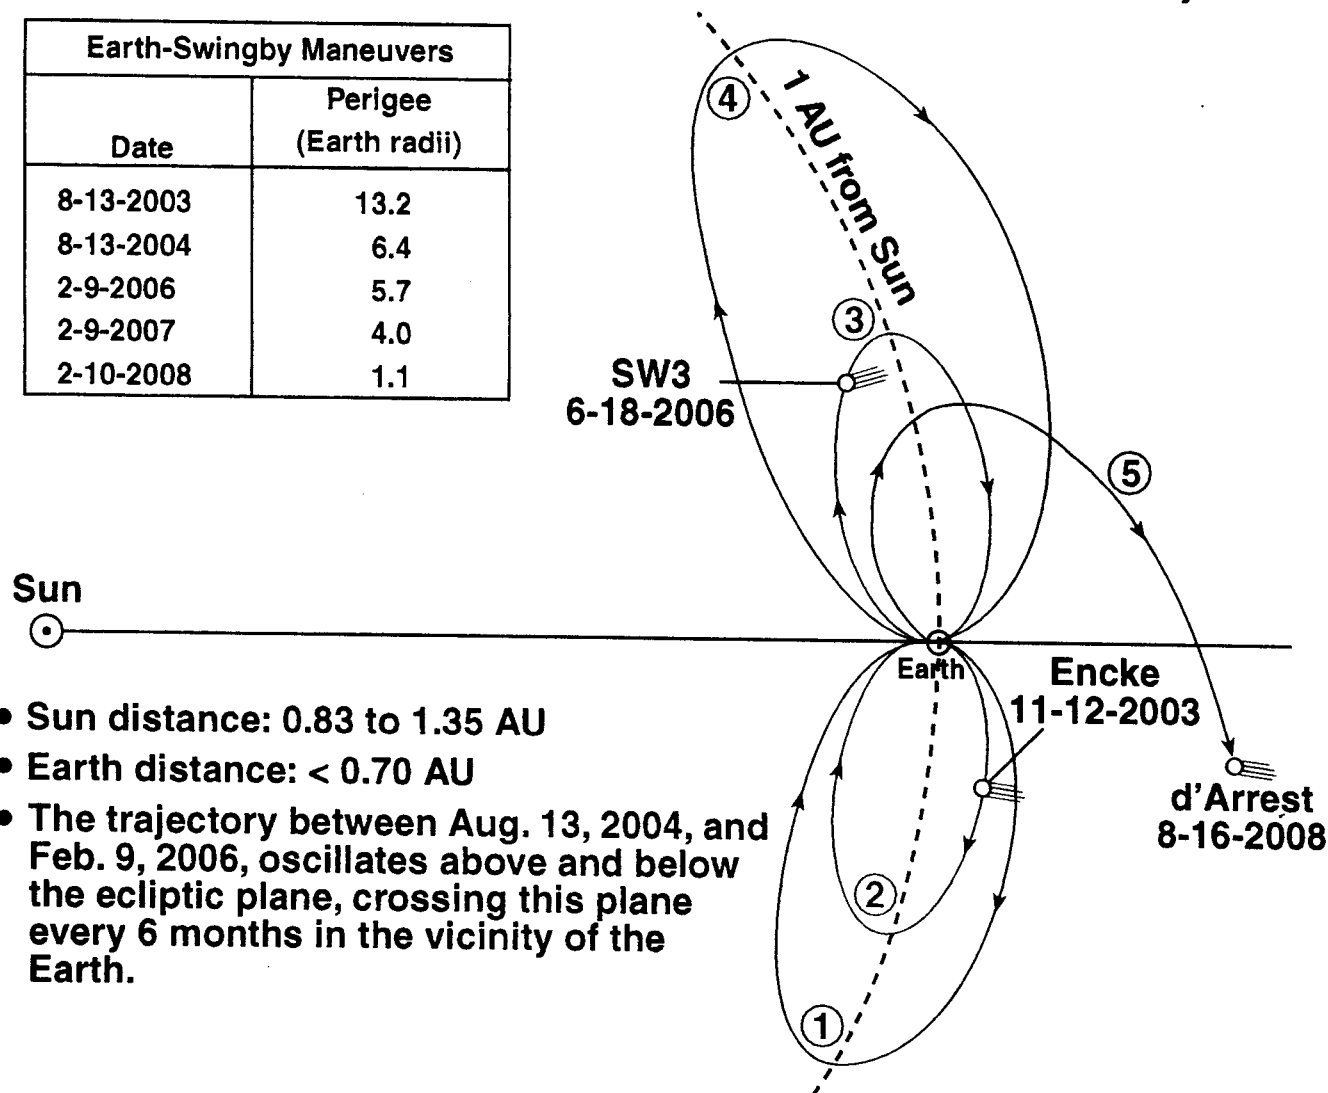 Earth-Swingby Maneuvers
Date
Perigee
(Earth radii)
8-13-2003 13.2
8-13-2004 6.4
2-9-2006 5.7
2-9-2007 4.0
2-10-2008 1.1
4
1 AU from Sun
3
SW3
6-18-2006
5
Sun
Earth
Encke
11-12-2003
d'Arrest
8-16-2008
2
1
• Sun distance: 0.83 to 1.35 AU
• Earth distance: < 0.70 AU
• The trajectory between Aug. 13, 2004, and
Feb. 9, 2006, oscillates above and below
the ecliptic plane, crossing this plane
every 6 months in the vicinity of the
Earth.